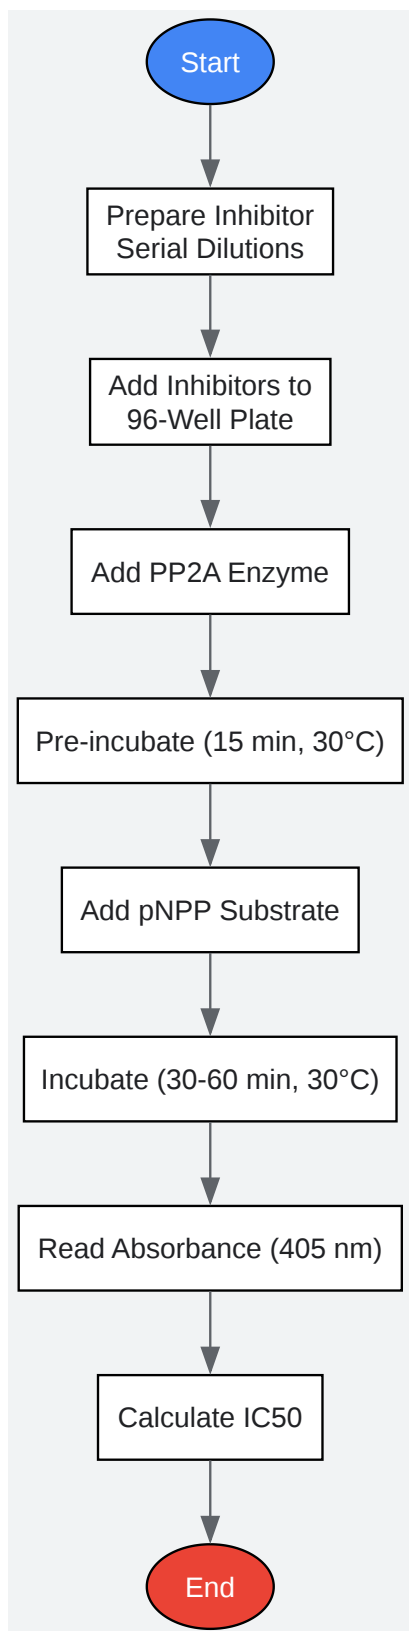 Start
Prepare Inhibitor
Serial Dilutions
Add Inhibitors to
96-Well Plate
Add PP2A Enzyme
Pre-incubate (15 min, 30°C)
Add pNPP Substrate
Incubate (30-60 min, 30°C)
Read Absorbance (405 nm)
Calculate IC50
End